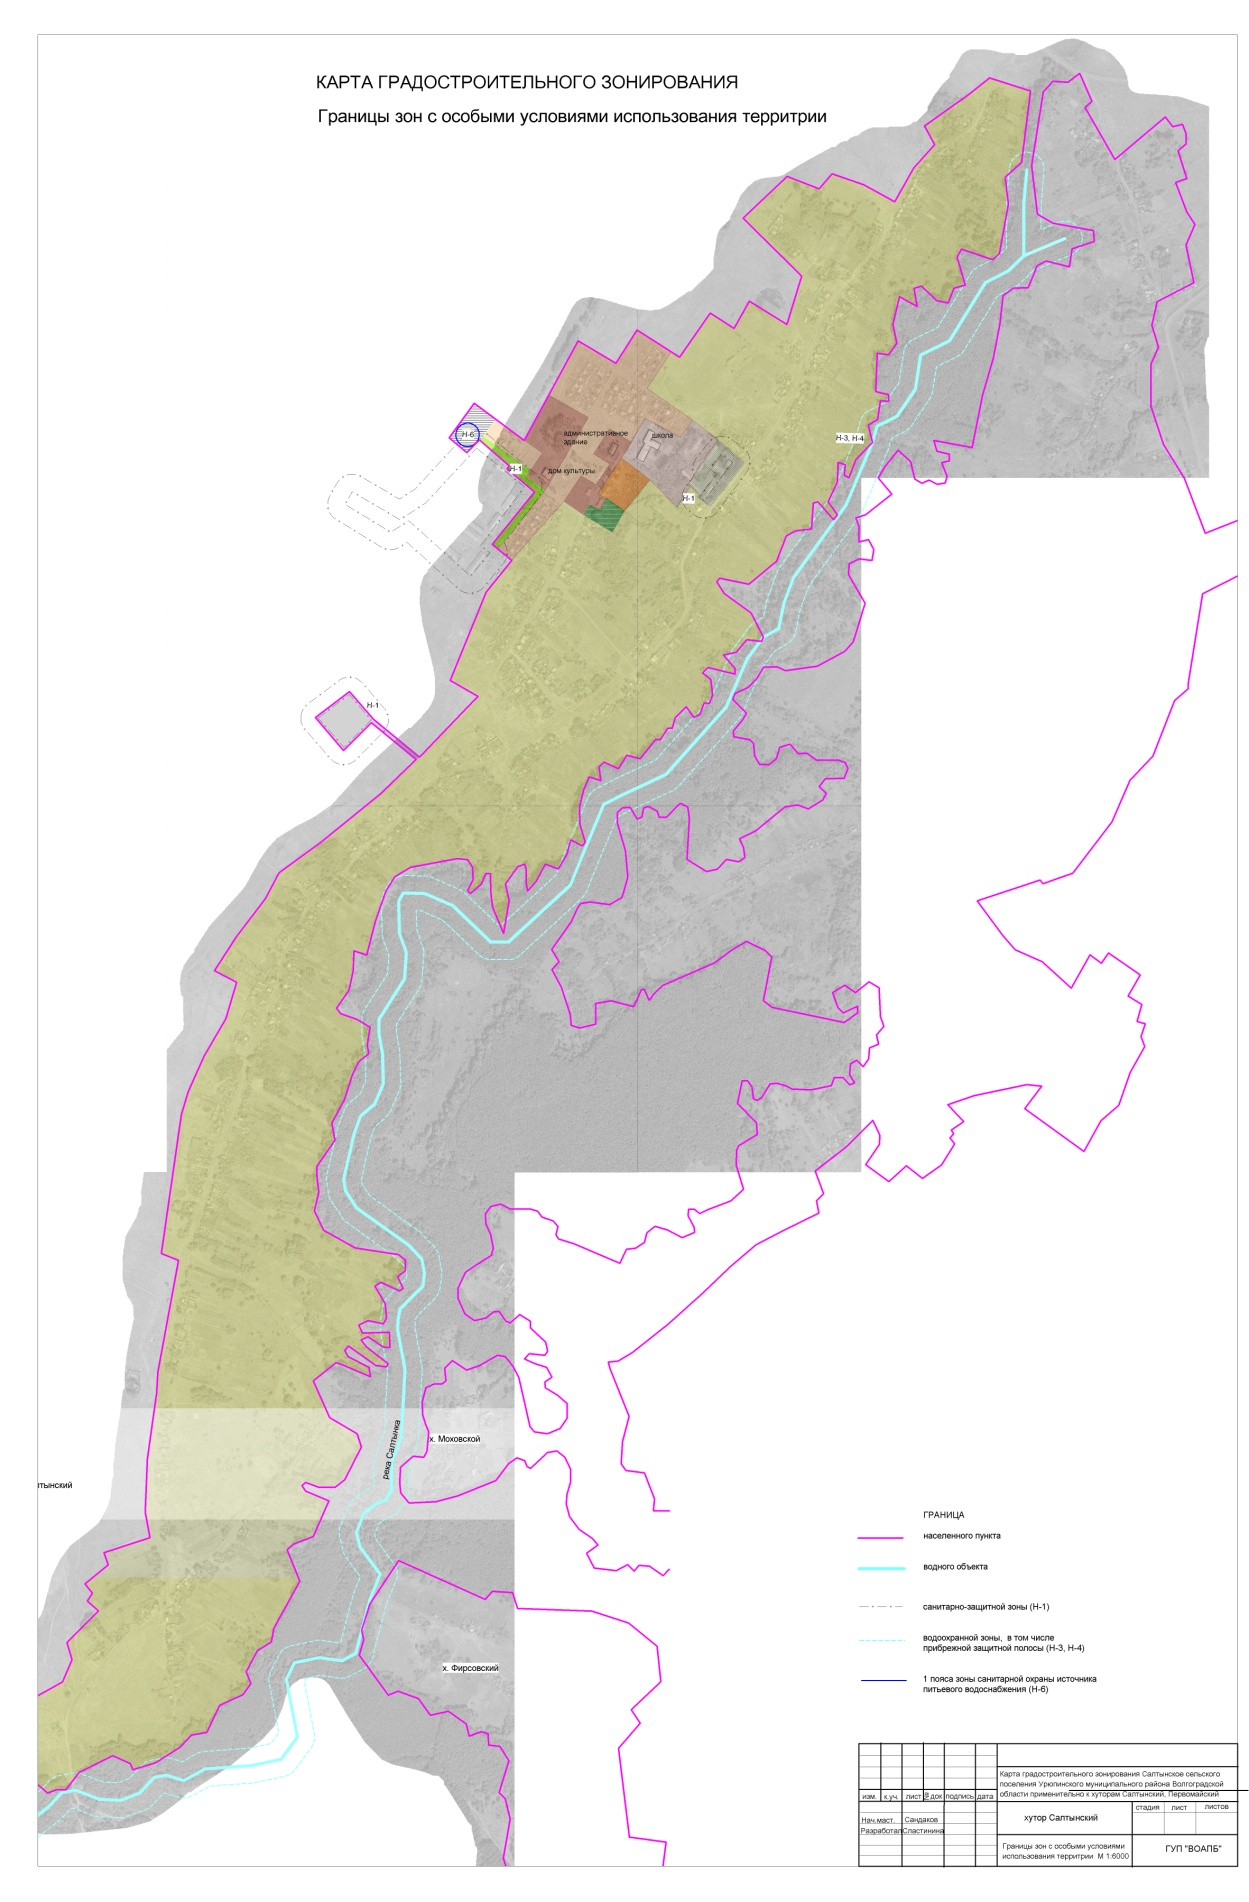 КАРТА ГРАДОСТРОИТЕЛЬНОГО ЗОНИРОВАНИЯ
Границы зон с особыми условиями использования территрии
Н-6
административное
здание
школа
Н-3, Н-4
Н-1
дом культуры
Н-1
Н-1
река Салтынка
х. Моховской
лтынский
х. Фирсовский
ГРАНИЦА
населенного пункта
водного объекта
санитарно-защитной зоны (Н-1)
водоохранной зоны, в том числе
прибрежной защитной полосы (Н-3, Н-4)
1 пояса зоны санитарной охраны источника
питьевого водоснабжения (Н-6)
Карта градостроительного зонирования Салтынское сельского
поселения Урюпинского муниципального района Волгоградской
области применительно к хуторам Салтынский, Первомайский
изм. к.уч. лист № док подпись дата
хутор Салтынский
стадия лист листов
Нач.маст. Сандаков
Разработал Сластинина
Границы зон с особыми условиями
использования территрии М 1:6000
ГУП "ВОАПБ"